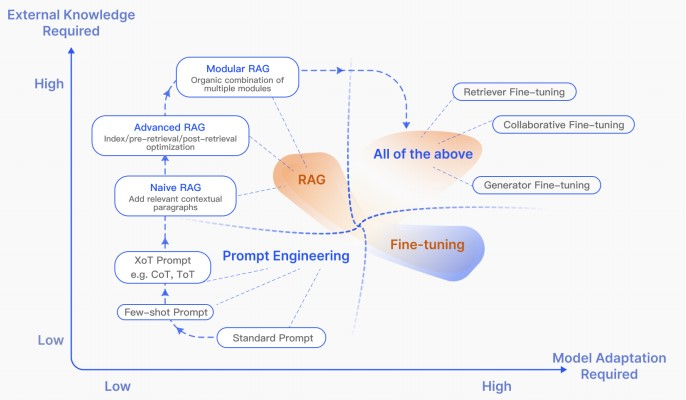 External Knowledge
Required
High
Modular RAG
Organic combination of
multiple modules
Retriever Fine-tuning
Advanced RAG
Index/pre-retrieval/post-retrieval
optimization
Collaborative Fine-tuning
All of the above
RAG
Naive RAG
Add relevant contextual
paragraphs
Generator Fine-tuning
Fine-tuning
Prompt Engineering
XoT Prompt
e.g. CoT, ToT
Few-shot Prompt
Standard Prompt
Low
Model Adaptation
Required
Low
High